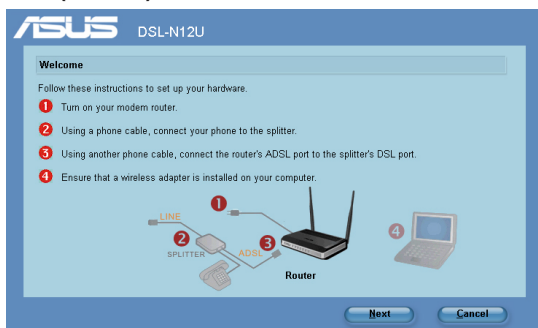 ASUS DSL-N12U
Welcome
Follow these instructions to set up your hardware.
1 Turn on your modem router.
2 Using a phone cable, connect your phone to the splitter.
3 Using another phone cable, connect the router's ADSL port to the splitter's DSL port.
4 Ensure that a wireless adapter is installed on your computer.
LINE
1
2
SPLITTER
ADSL
3
Router
4
Next Cancel